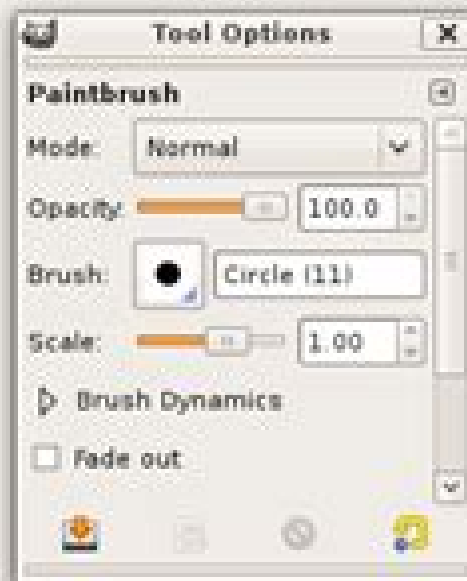 Tool Options
Paintbrush
Mode: Normal
Opacity: 100.0
Brush: Circle (11)
Scale: 1.00
Brush Dynamics
Fade out